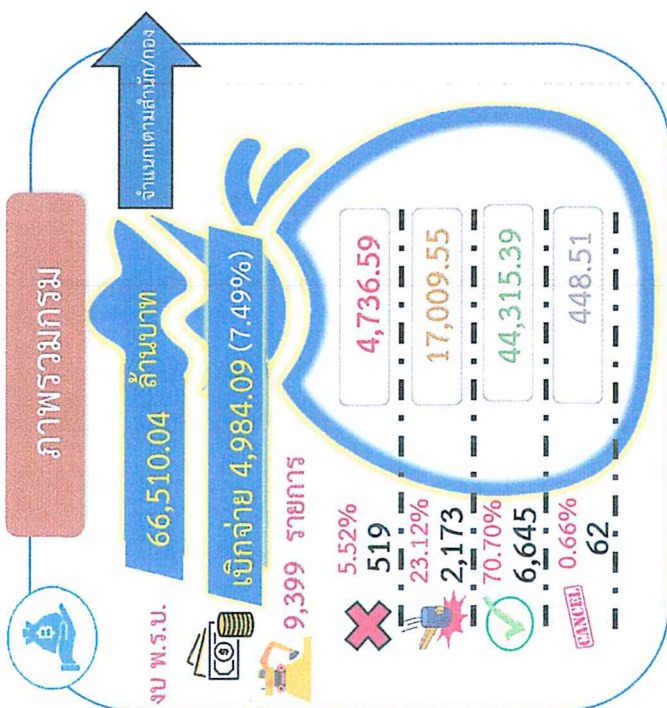 ภาพรวมกรม
งบ พ.ร.บ.
66,510.04 ล้านบาท
จำแนกตามสำนัก/กอง
เบิกจ่าย 4,984.09 (7.49%)
9,399 รายการ
5.52%
519
4,736.59
23.12%
2,173
17,009.55
70.70%
6,645
44,315.39
CANCEL
0.66%
62
448.51